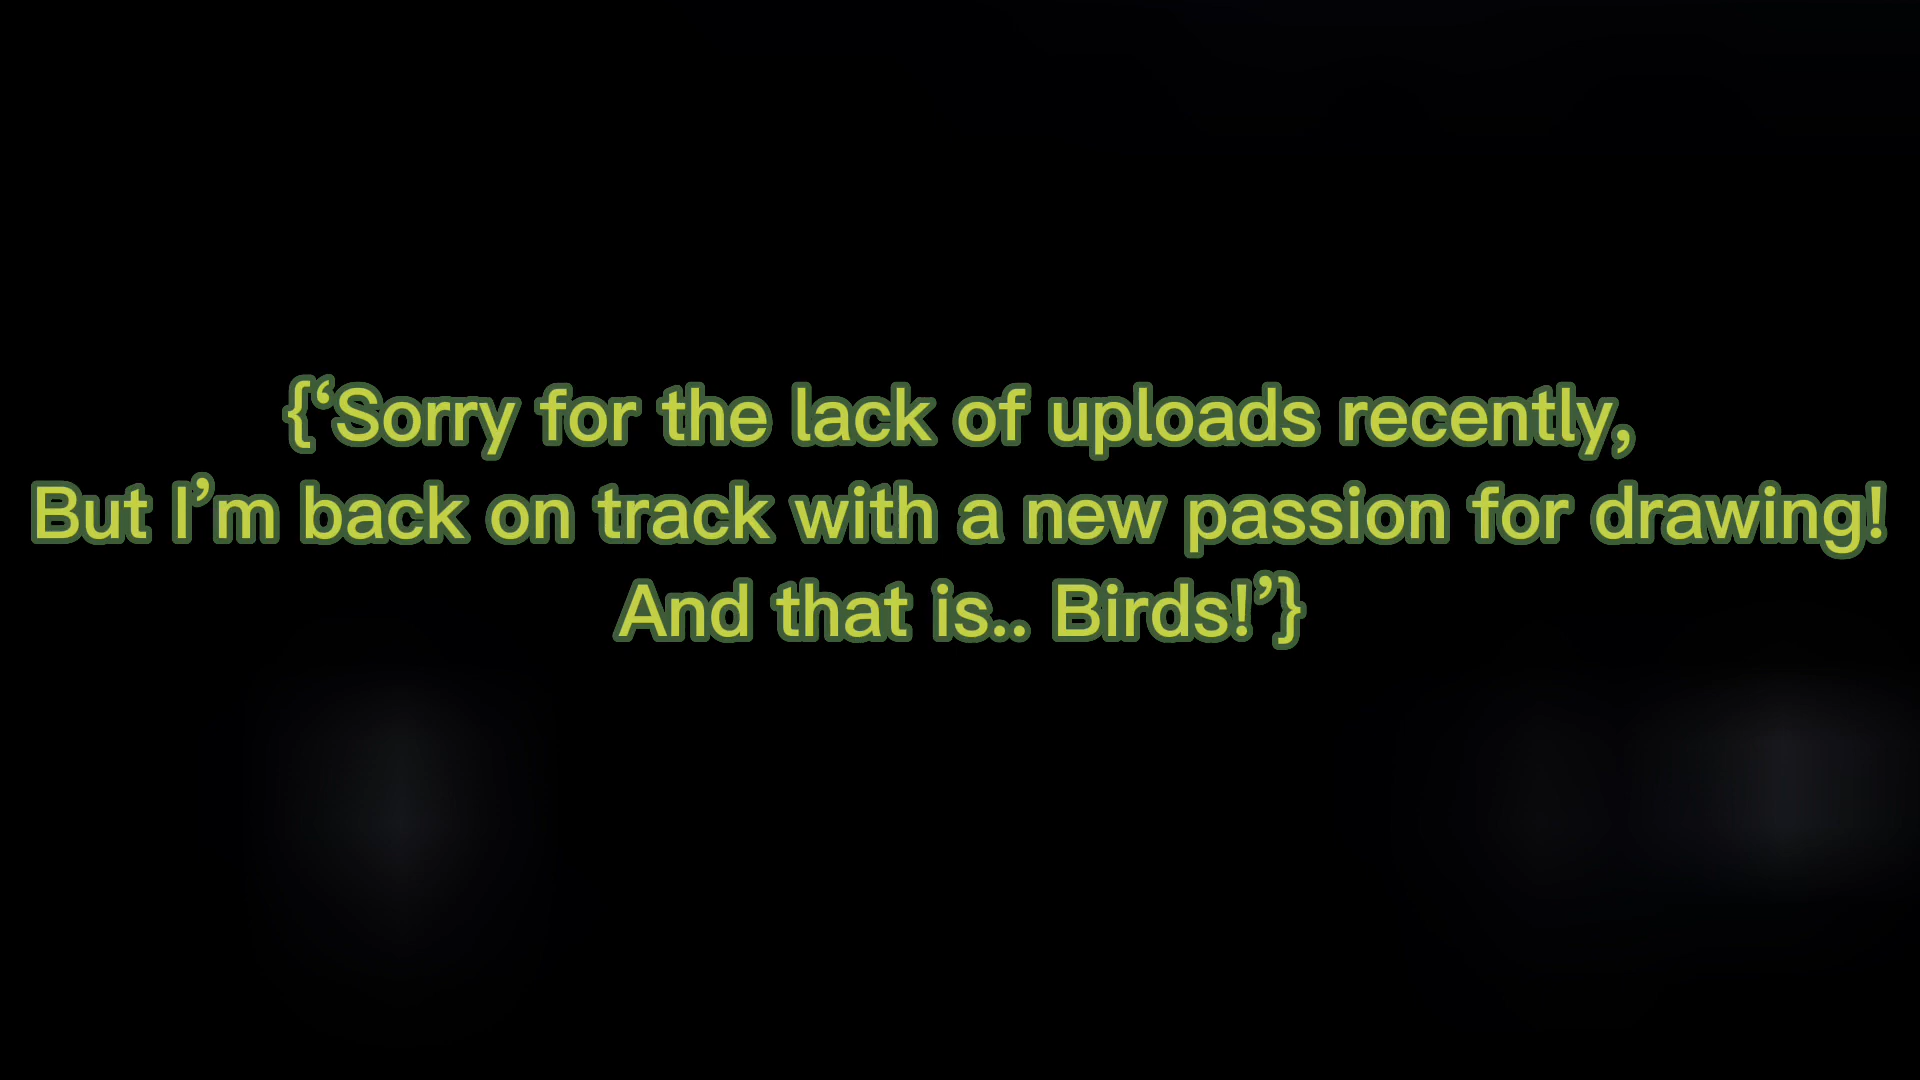 {‘Sorry for the lack of uploads recently,
But I’m back on track with a new passion for drawing!
And that is.. Birds!’}